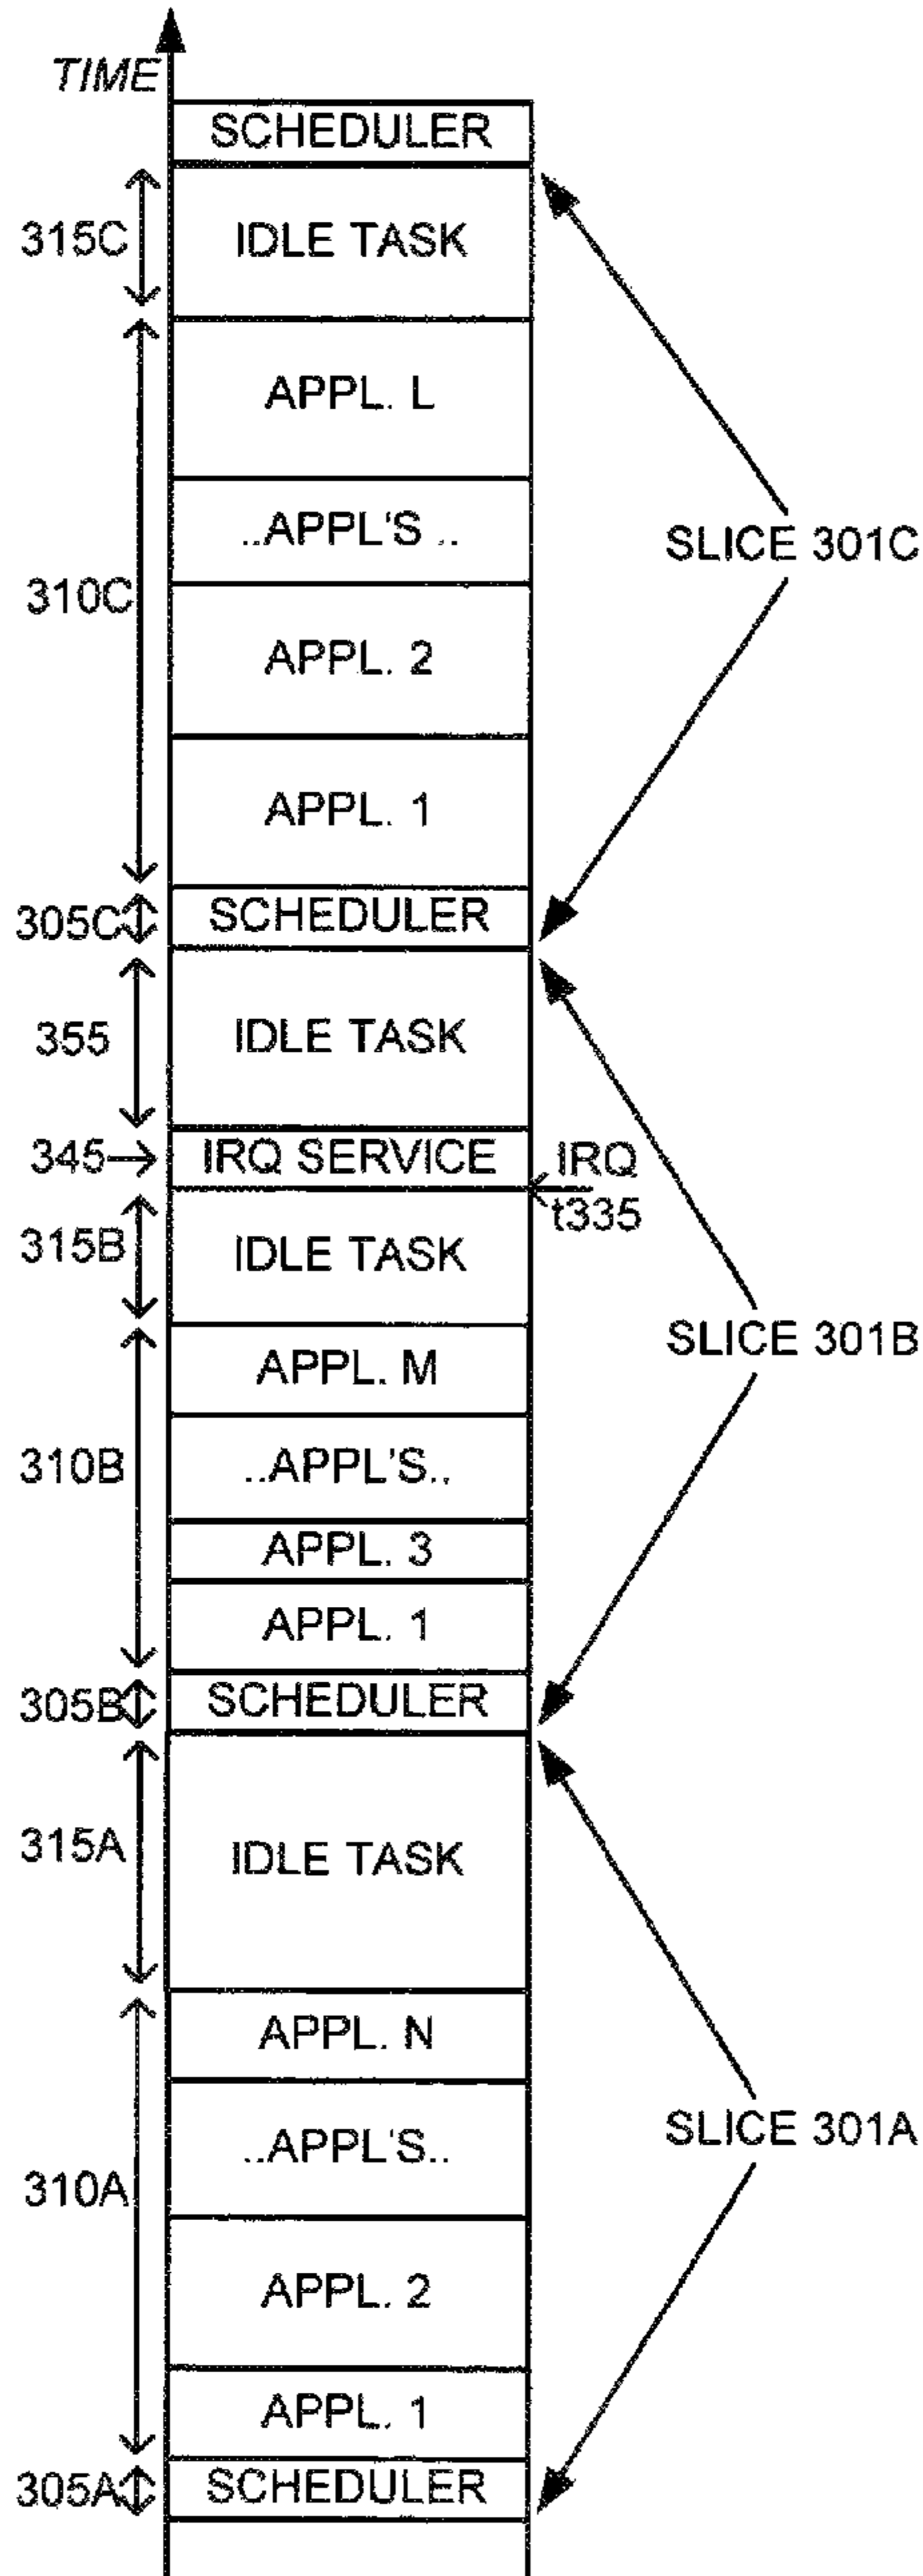 TIME
SCHEDULER
315C
IDLE TASK
APPL. L
..APPL'S ..
SLICE 301C
310C
APPL. 2
APPL. 1
305C
SCHEDULER
355
IDLE TASK
345
IRQ SERVICE
IRQ
t335
315B
IDLE TASK
SLICE 301B
APPL. M
310B
..APPL'S..
APPL. 3
APPL. 1
305B
SCHEDULER
315A
IDLE TASK
APPL. N
SLICE 301A
..APPL'S..
310A
APPL. 2
APPL. 1
305A
SCHEDULER